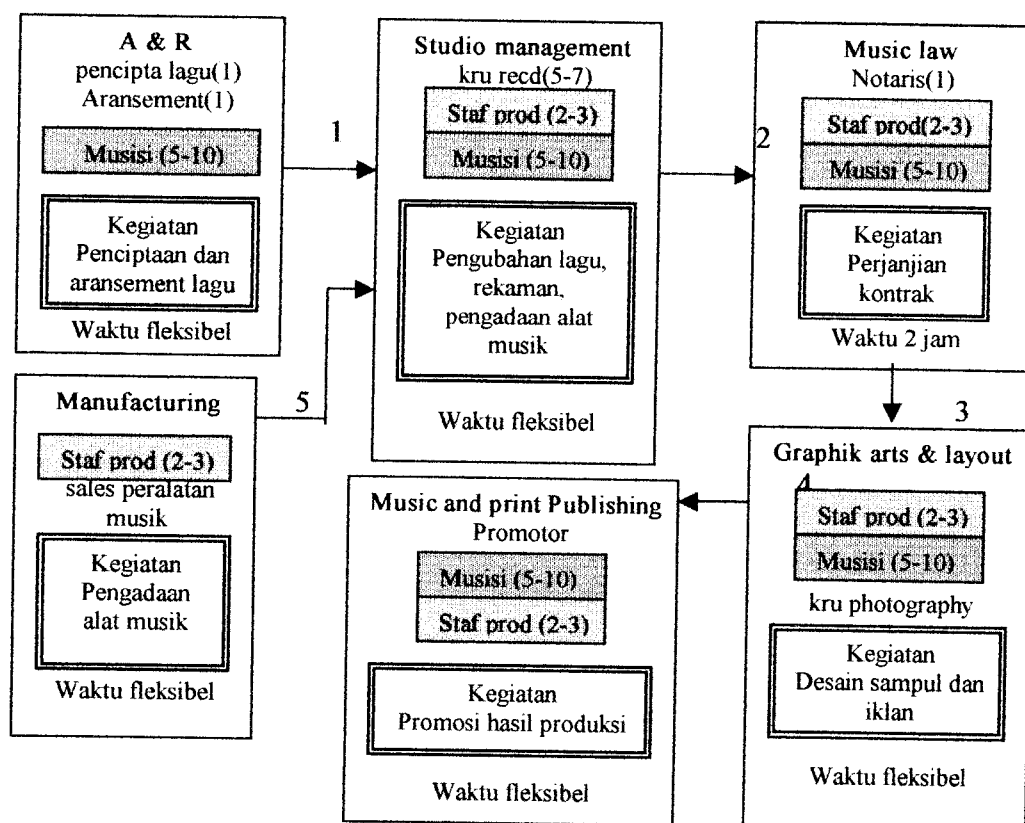 A & R
pencipta lagu(1)
Aransement(1)
Musisi (5-10)
Kegiatan
Penciptaan dan
aransement lagu
Waktu fleksibel
1
Studio management
kru recd(5-7)
Staf prod (2-3)
Musisi (5-10)
Kegiatan
Pengubahan lagu,
rekaman,
pengadaan alat
musik
Waktu fleksibel
2
Music law
Notaris(1)
Staf prod(2-3)
Musisi (5-10)
Kegiatan
Perjanjian
kontrak
Waktu 2 jam
3
Manufacturing
Staf prod (2-3)
sales peralatan
musik
Kegiatan
Pengadaan
alat musik
Waktu fleksibel
5
Music and print Publishing
Promotor
Musisi (5-10)
Staf prod (2-3)
Kegiatan
Promosi hasil produksi
Waktu fleksibel
4
Graphik arts & layout
Staf prod (2-3)
Musisi (5-10)
kru photography
Kegiatan
Desain sampul dan
iklan
Waktu fleksibel